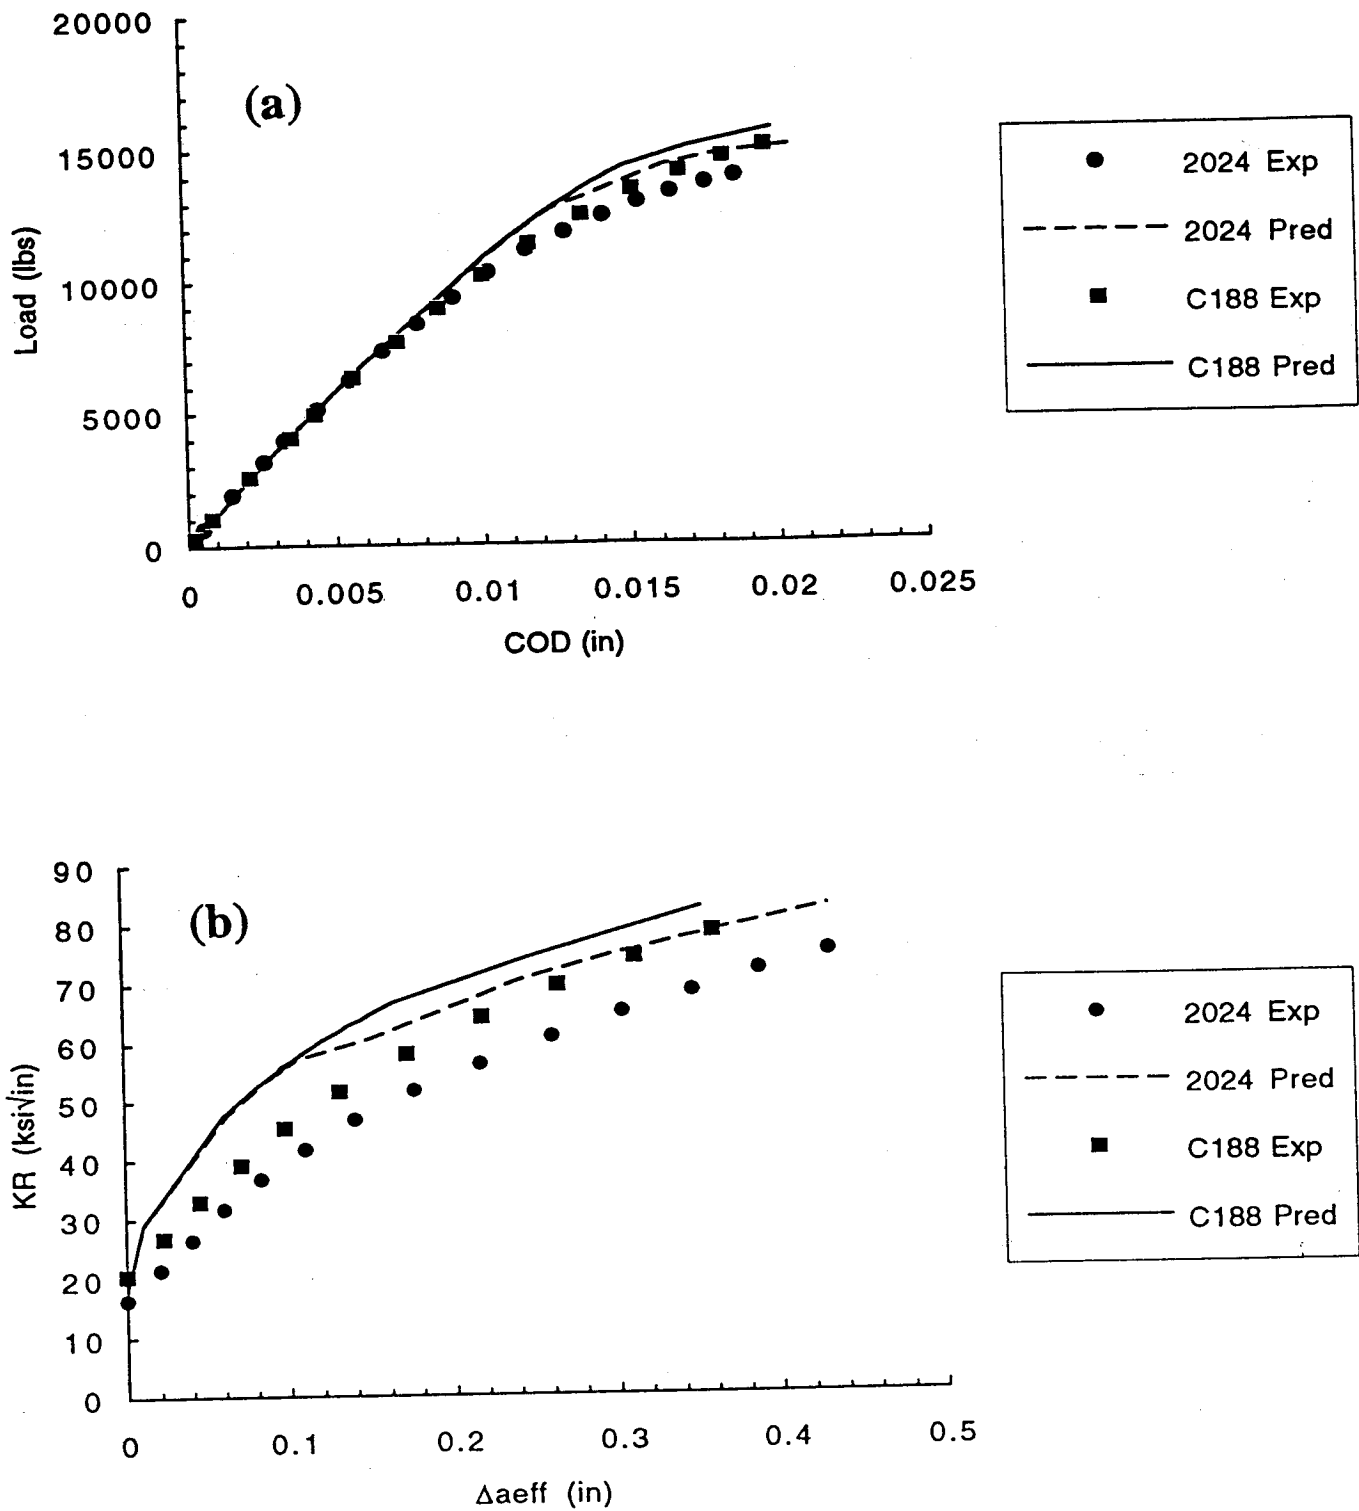 20000
(a)
15000
10000
5000
0
Load (lbs)
0 0.005 0.01 0.015 0.02 0.025
COD (in)
2024 Exp
2024 Pred
C188 Exp
C188 Pred
90
(b)
80
70
60
50
40
30
20
10
0
KR (ksi√in)
0 0.1 0.2 0.3 0.4 0.5
Δaeff (in)
2024 Exp
2024 Pred
C188 Exp
C188 Pred